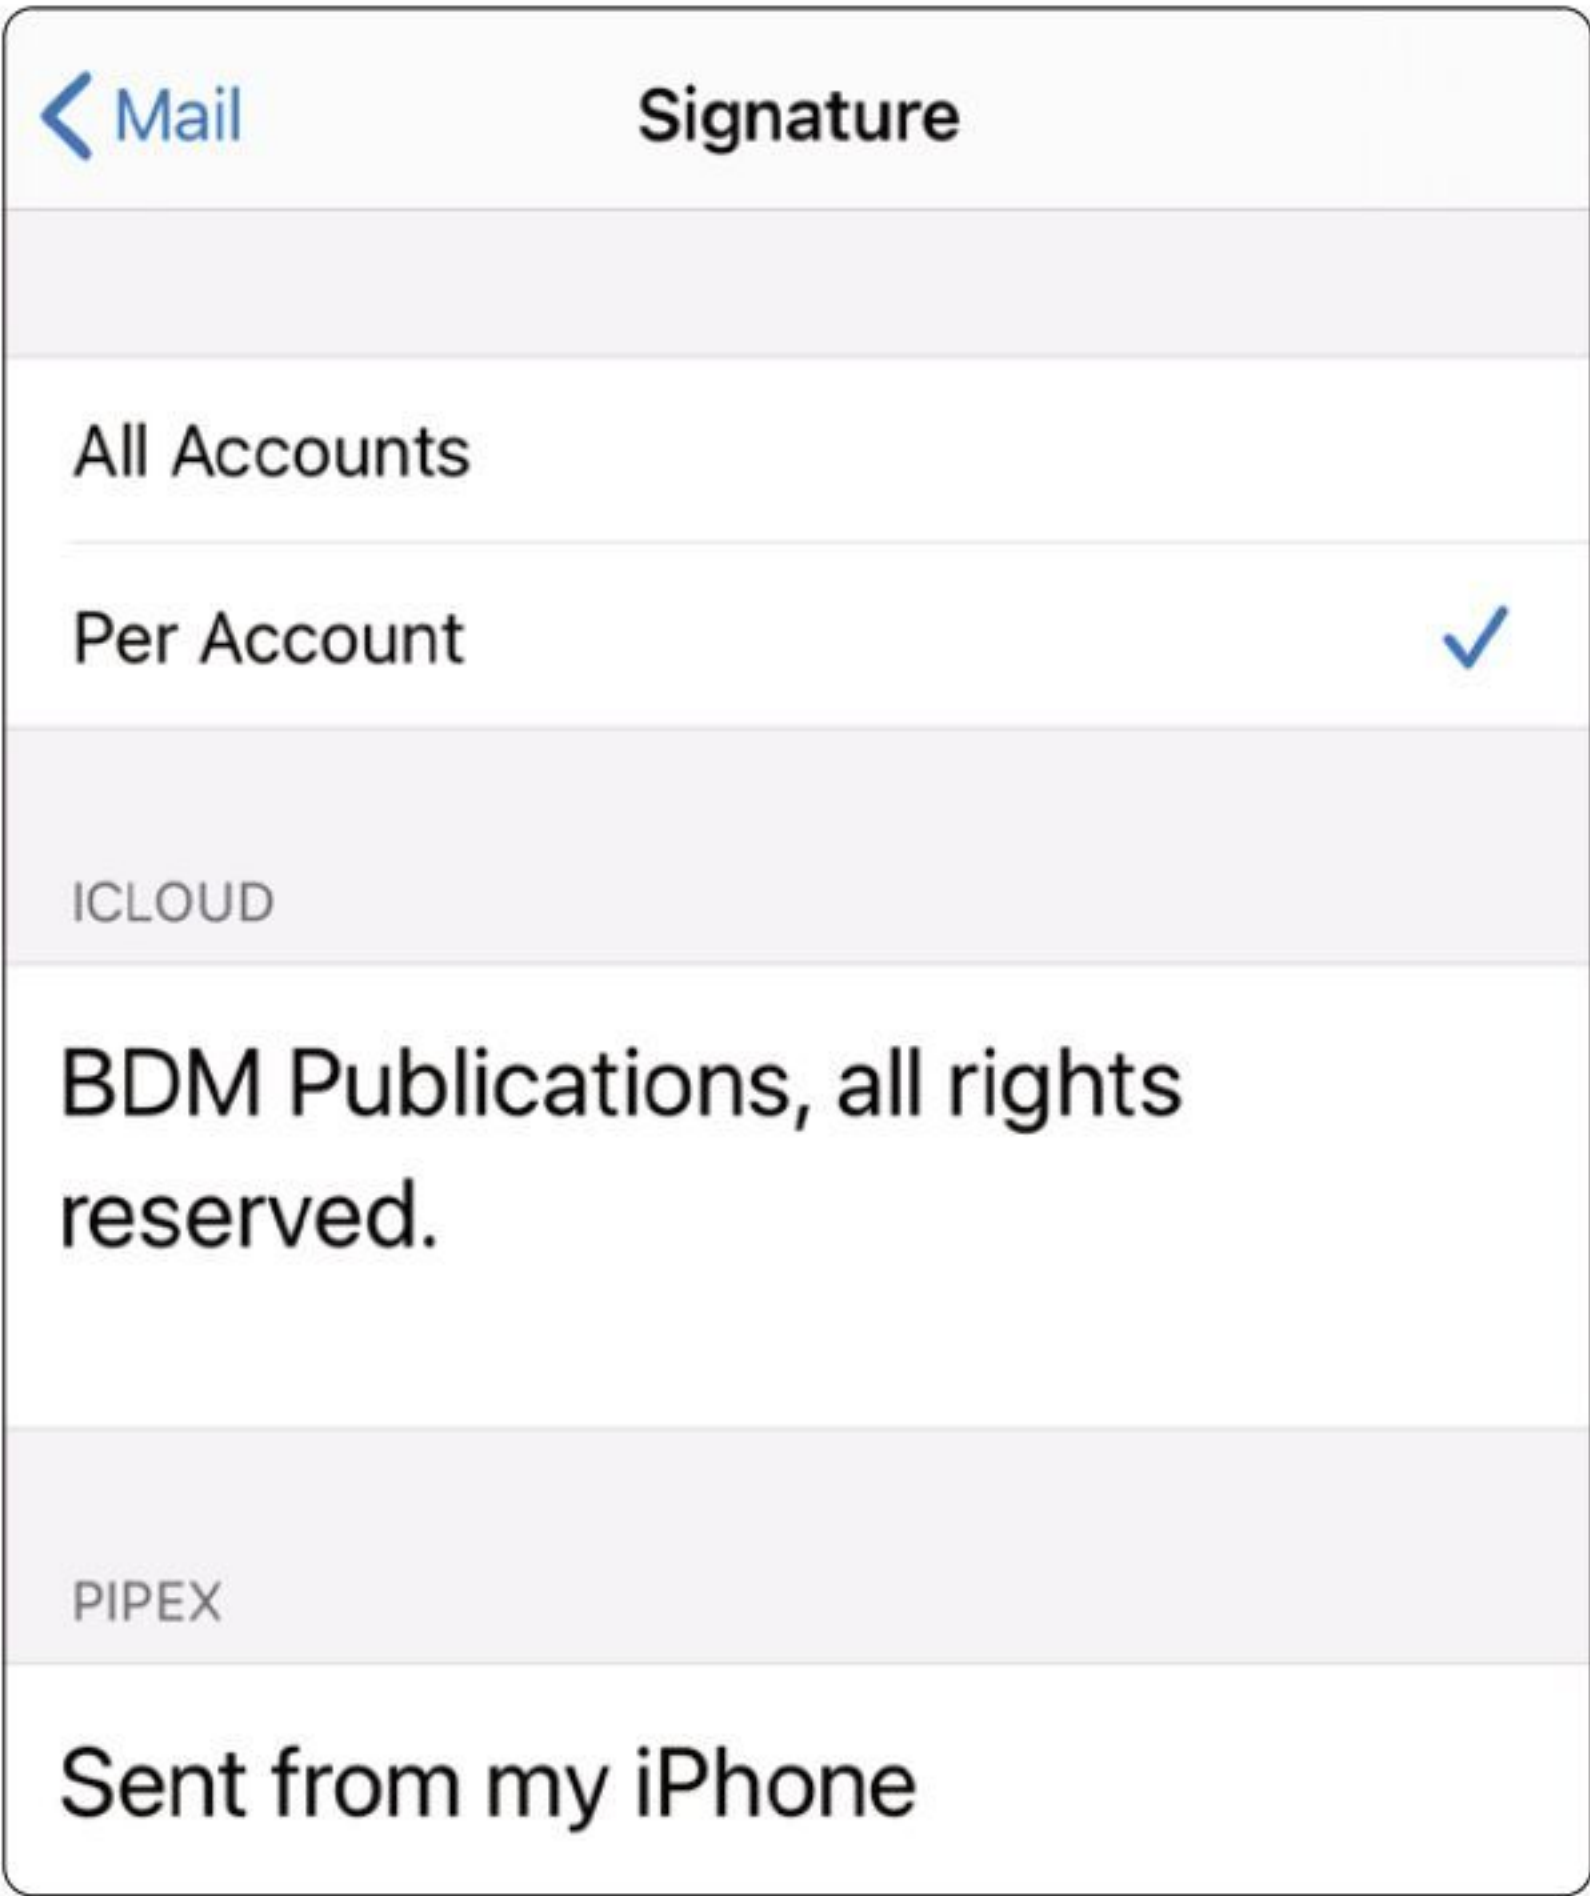 Mail
Signature
All Accounts
Per Account
ICLOUD
BDM Publications, all rights
reserved.
PIPEX
Sent from my iPhone